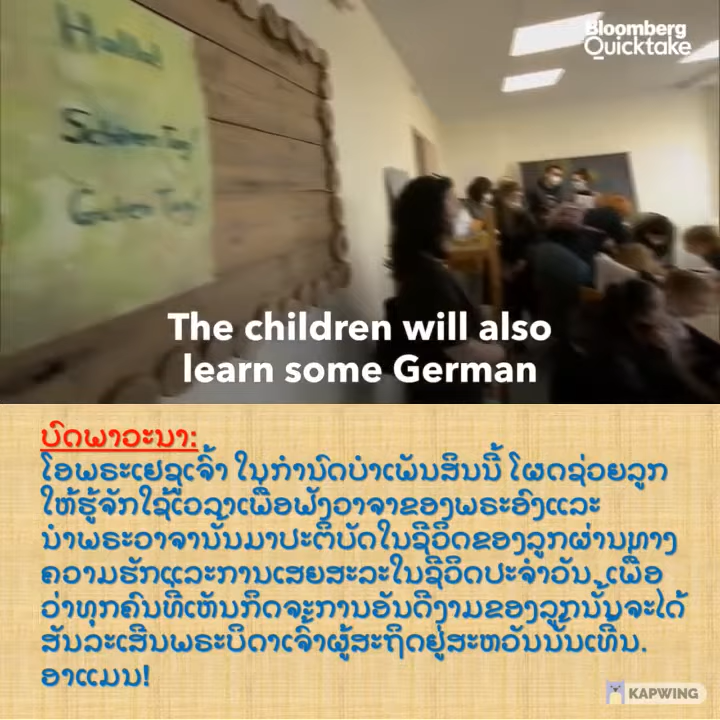 Bloomberg
Quicktake
Hallo!
Schönen Tag!
Guten Tag!
The children will also
learn some German
ບົດພາວະນາ:
ໂອພຣະເຢຊູເຈົ້າ ໃນກຳນົດບຳເພັນສິນນີ້ ໂຜດຊ່ວຍລູກ
ໃຫ້ຮູ້ຈັກໃຊ້ເວລາເພື່ອຟັງວາຈາຂອງພຣະອົງແລະ
ນຳພຣະວາຈານັ້ນມາປະຕິບັດໃນຊີວິດຂອງລູກຜ່ານທາງ
ຄວາມຮັກແລະການເສຍສະລະໃນຊີວິດປະຈຳວັນ, ເພື່ອ
ວ່າທຸກຄົນທີ່ເຫັນກິດຈະການອັນດີງາມຂອງລູກນັ້ນຈະໄດ້
ສັນລະເສີນພຣະບິດາເຈົ້າຜູ້ສະຖິດຢູ່ສະຫວັນນັ້ນເທີ້ນ.
ອາແມນ!
KAPWING